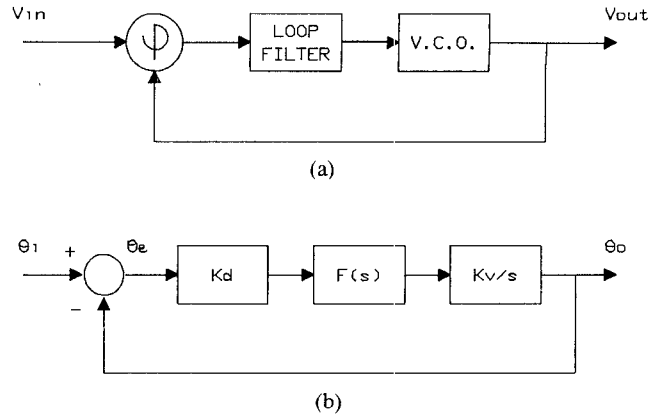 Vin
φ
LOOP
FILTER
V.C.O.
Vout
(a)
θi
+
θe
Kd
F(s)
Kv/s
θo
−
(b)